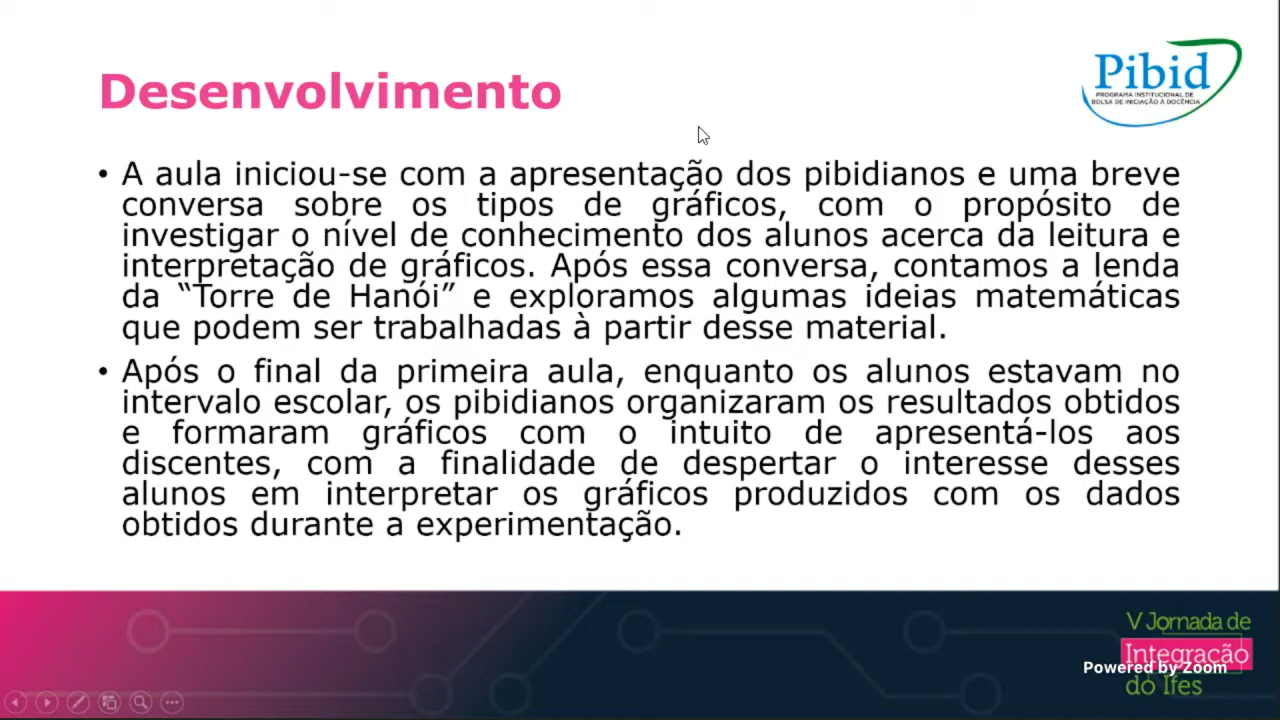 Desenvolvimento
Pibid
PROGRAMA INSTITUCIONAL DE
BOLSA DE INICIAÇÃO À DOCÊNCIA
• A aula iniciou-se com a apresentação dos pibidianos e uma breve
conversa sobre os tipos de gráficos, com o propósito de
investigar o nível de conhecimento dos alunos acerca da leitura e
interpretação de gráficos. Após essa conversa, contamos a lenda
da “Torre de Hanói” e exploramos algumas ideias matemáticas
que podem ser trabalhadas à partir desse material.
• Após o final da primeira aula, enquanto os alunos estavam no
intervalo escolar, os pibidianos organizaram os resultados obtidos
e formaram gráficos com o intuito de apresentá-los aos
discentes, com a finalidade de despertar o interesse desses
alunos em interpretar os gráficos produzidos com os dados
obtidos durante a experimentação.
V Jornada de
Integração
Powered by Zoom
do Ifes